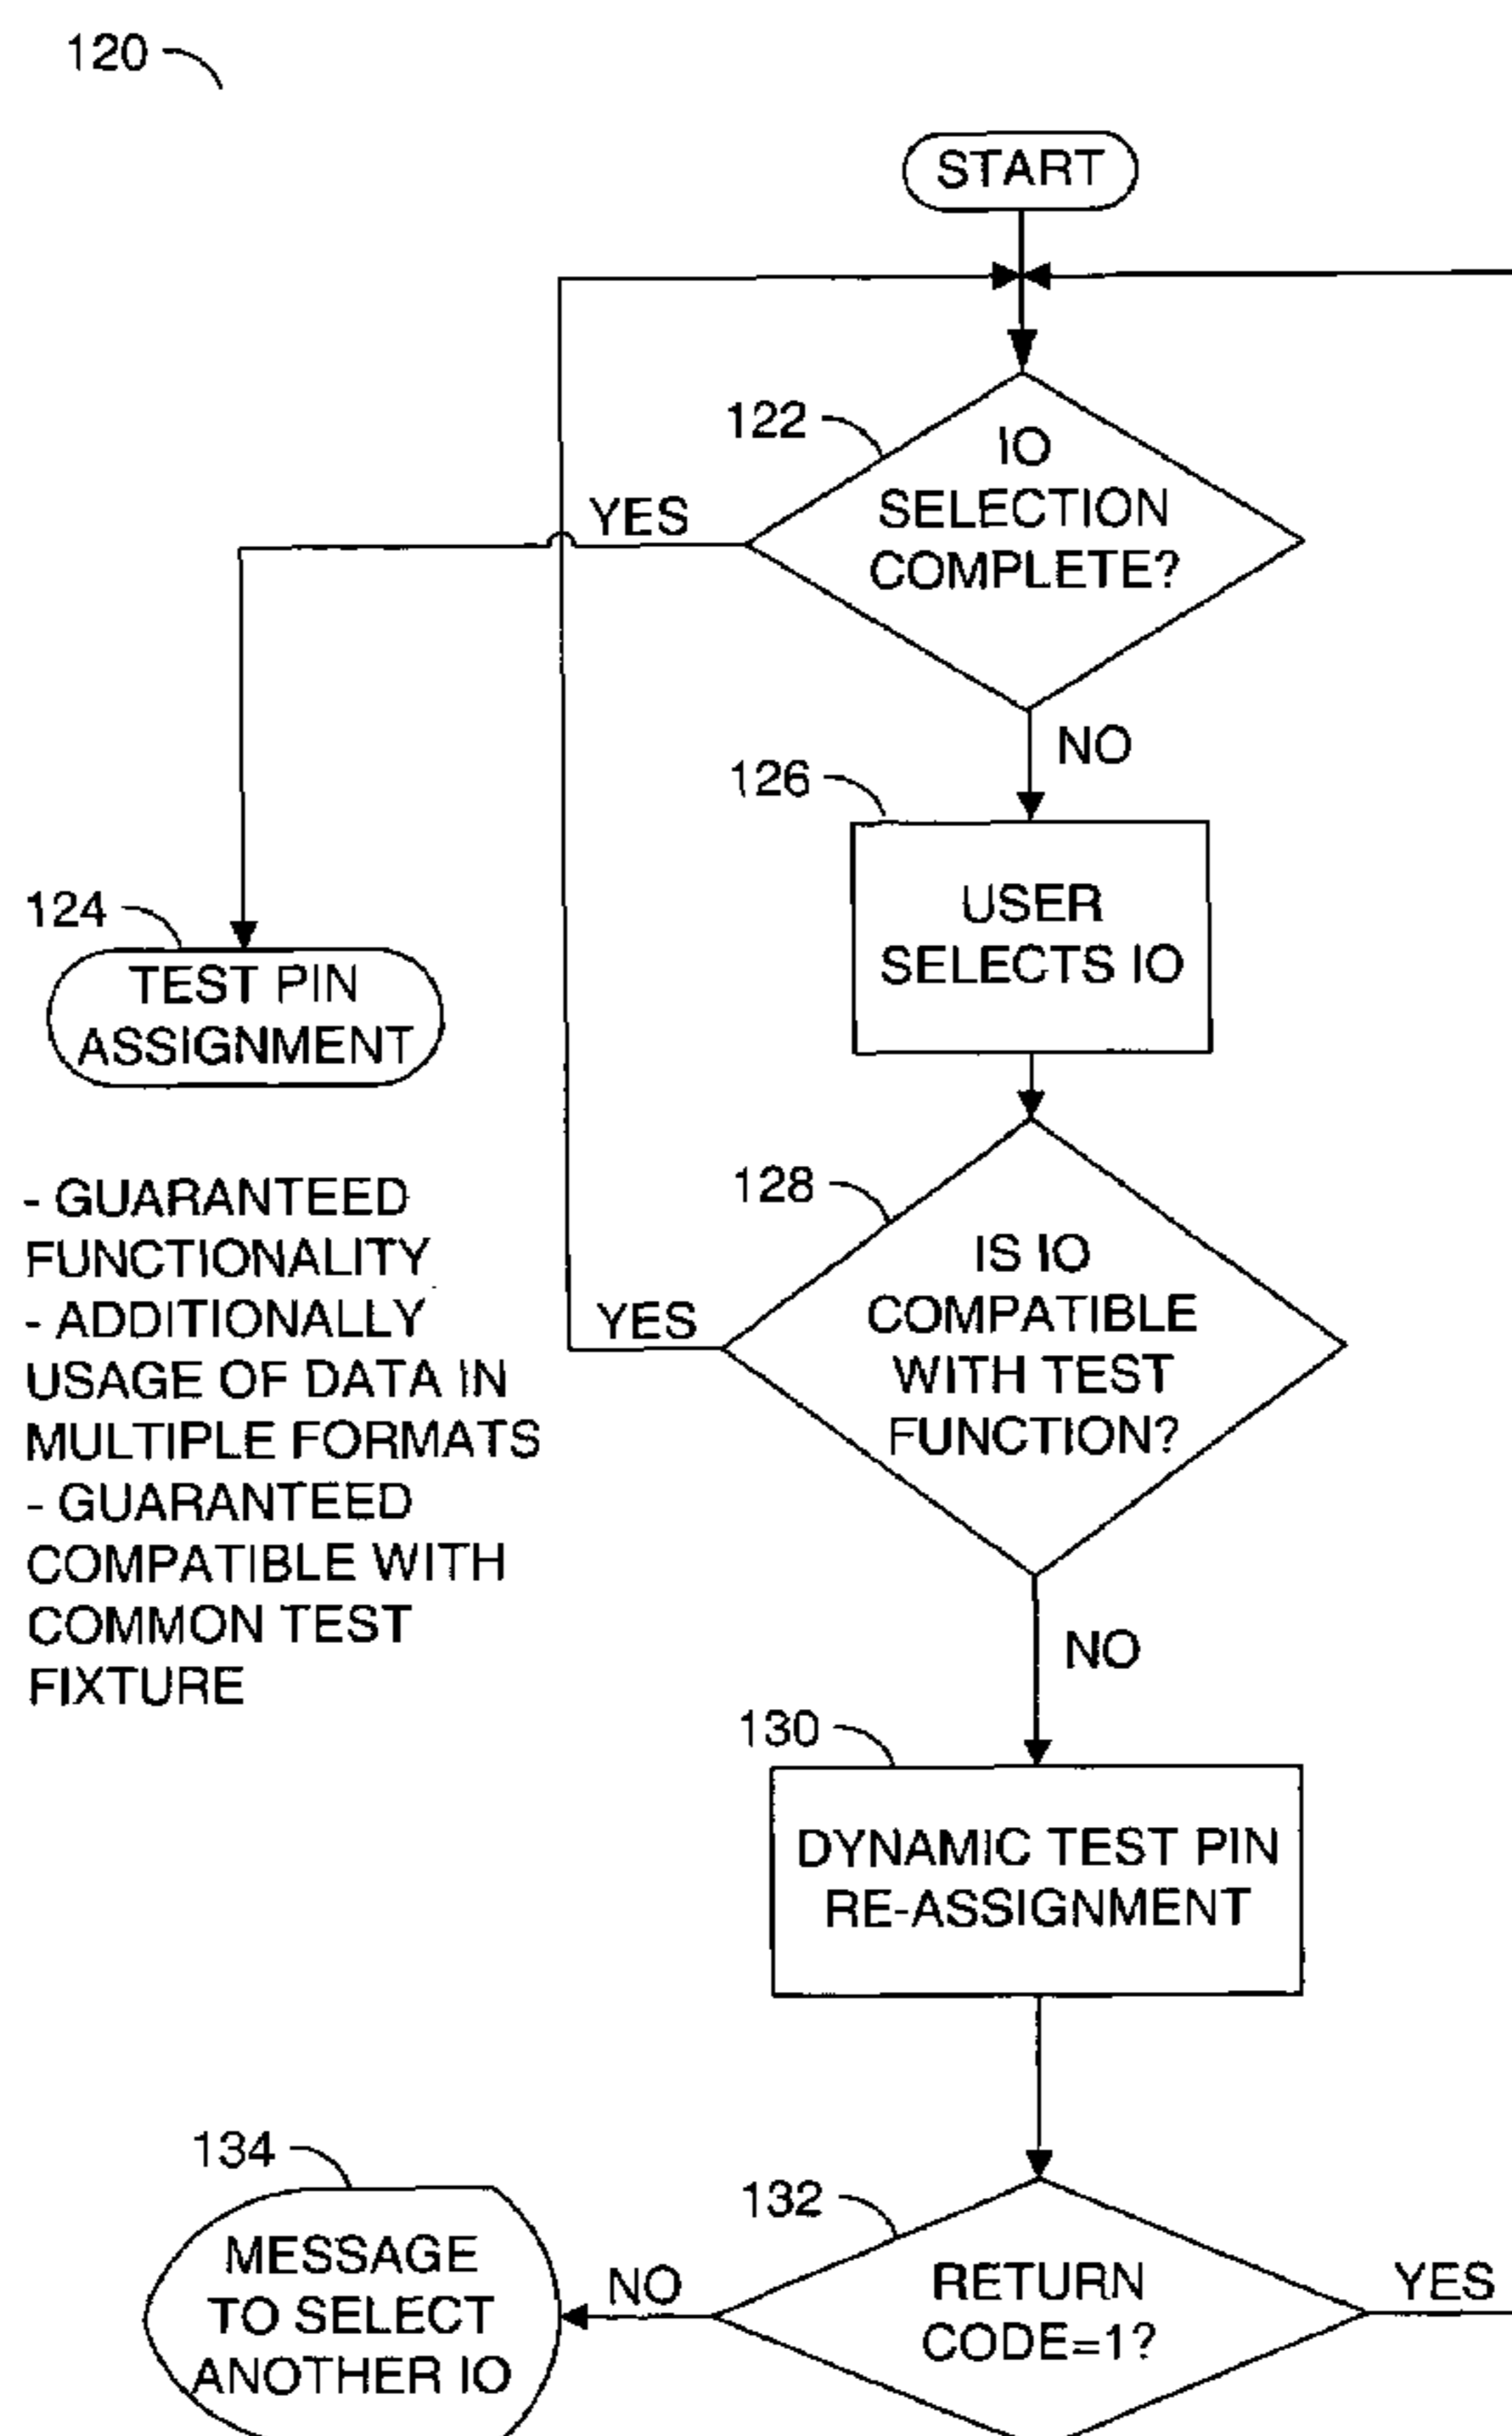 120
START
122
IO
SELECTION
COMPLETE?
YES
NO
126
USER
SELECTS IO
124
TEST PIN
ASSIGNMENT
- GUARANTEED
FUNCTIONALITY
- ADDITIONALLY
USAGE OF DATA IN
MULTIPLE FORMATS
- GUARANTEED
COMPATIBLE WITH
COMMON TEST
FIXTURE
128
IS IO
COMPATIBLE
WITH TEST
FUNCTION?
YES
NO
130
DYNAMIC TEST PIN
RE-ASSIGNMENT
132
RETURN
CODE=1?
YES
NO
134
MESSAGE
TO SELECT
ANOTHER IO